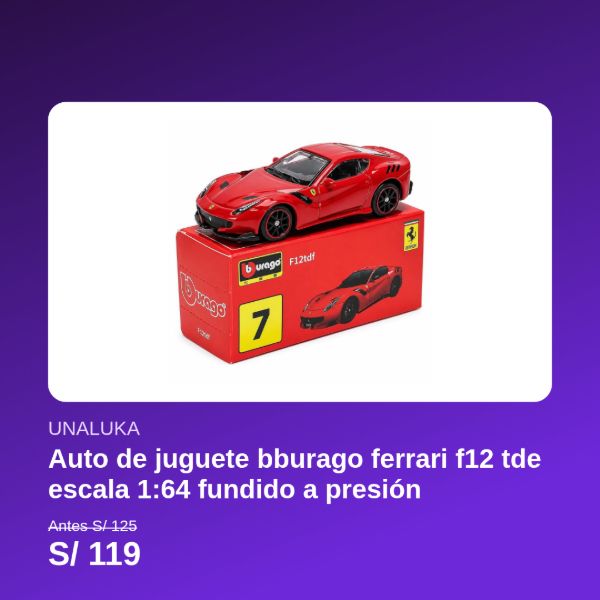 bburago
F12tdf
bburago
7
F12tdf
UNALUKA
Auto de juguete bburago ferrari f12 tde
escala 1:64 fundido a presión
Antes S/ 125
S/ 119